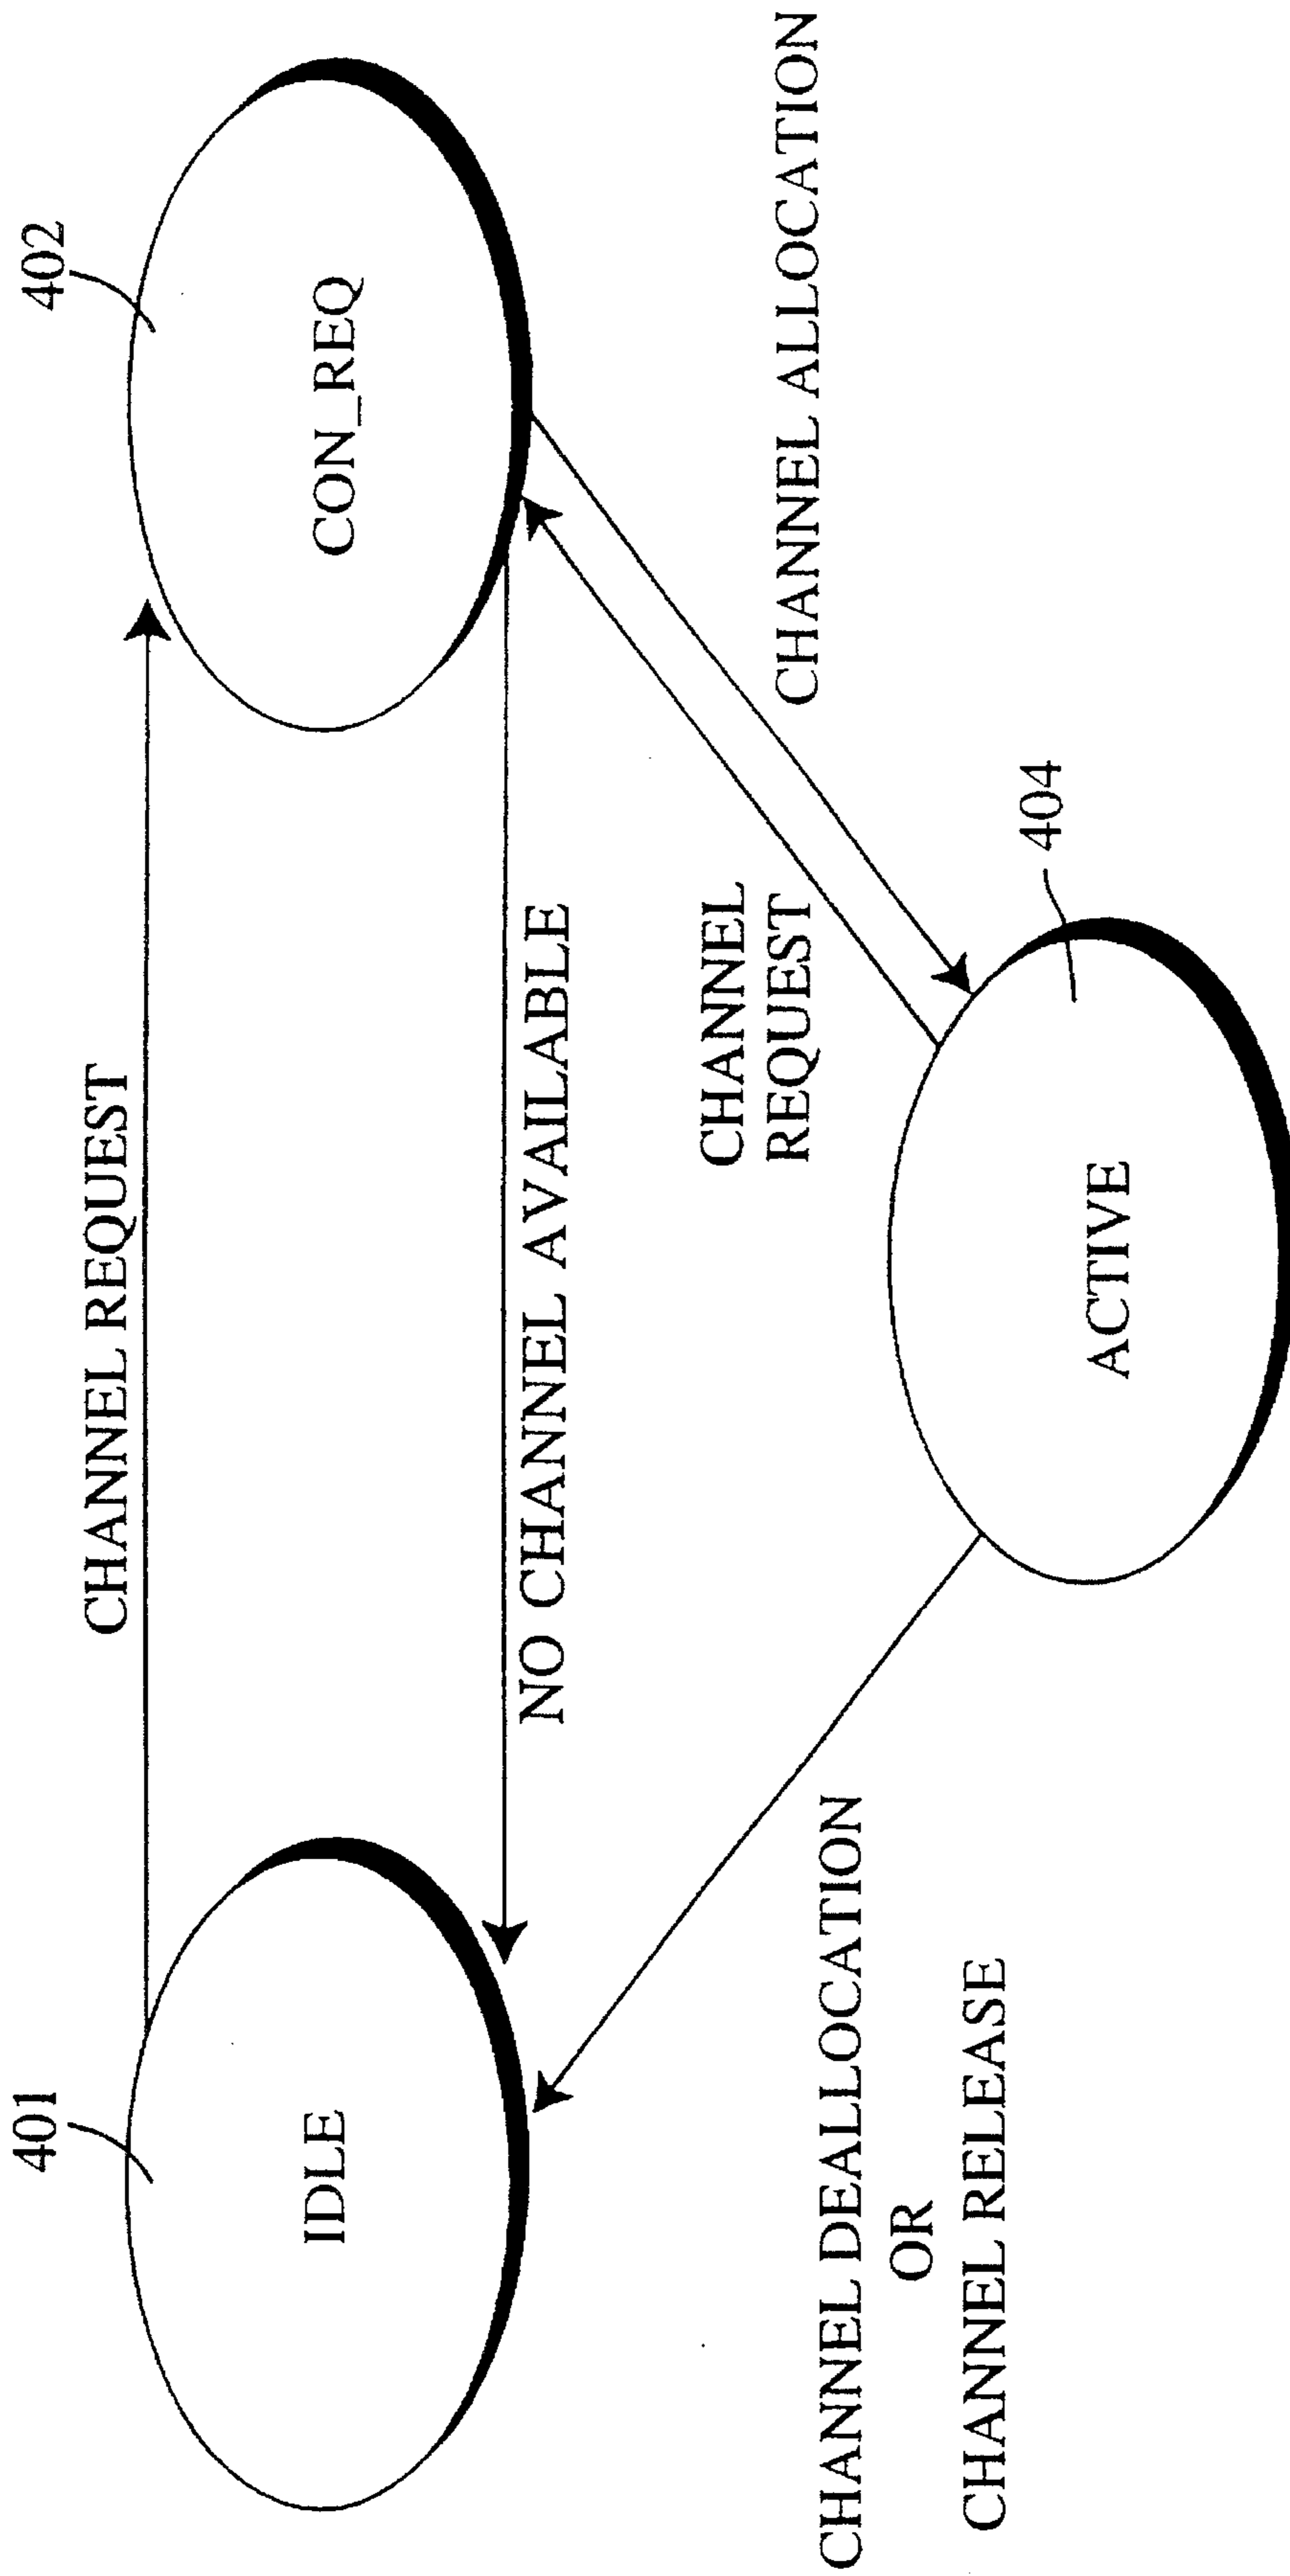 401
402
CHANNEL REQUEST
IDLE
CON_REQ
NO CHANNEL AVAILABLE
CHANNEL
REQUEST
CHANNEL ALLOCATION
404
CHANNEL DEALLOCATION
OR
CHANNEL RELEASE
ACTIVE